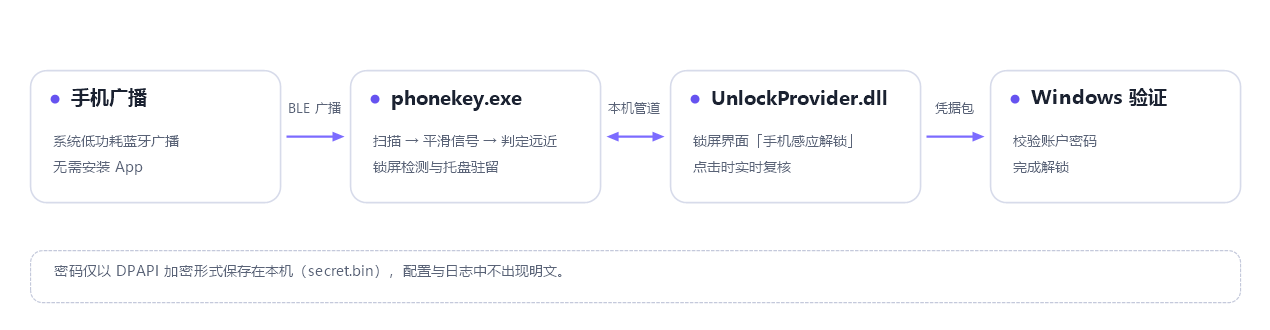 手机广播
系统低功耗蓝牙广播
无需安装 App
BLE 广播
phonekey.exe
扫描 → 平滑信号 → 判定远近
锁屏检测与托盘驻留
本机管道
UnlockProvider.dll
锁屏界面「手机感应解锁」
点击时实时复核
凭据包
Windows 验证
校验账户密码
完成解锁
密码仅以 DPAPI 加密形式保存在本机（secret.bin），配置与日志中不出现明文。